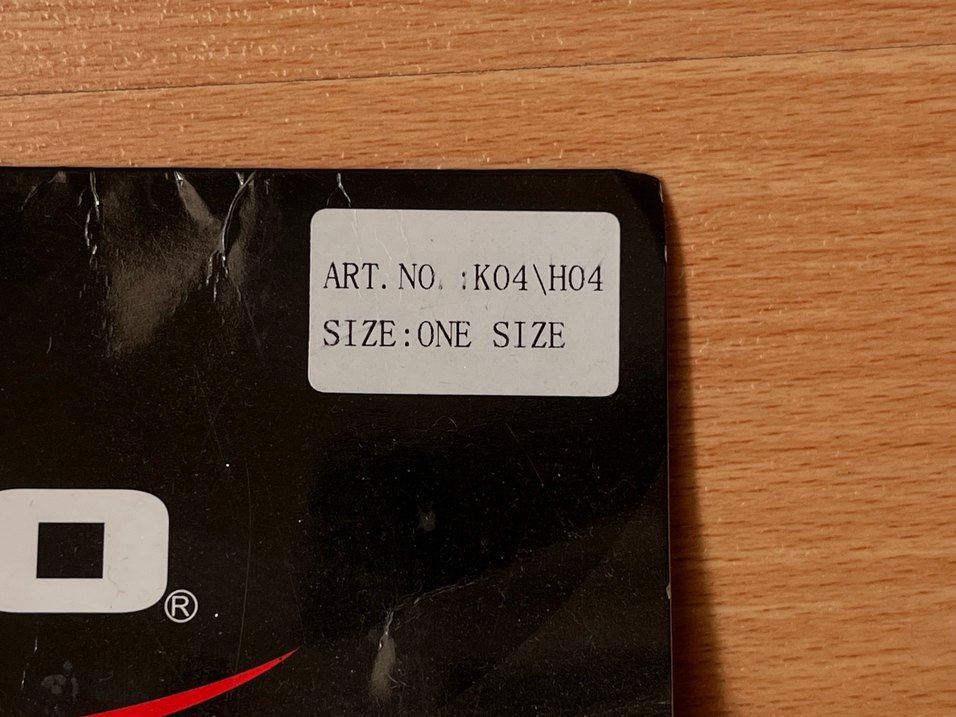 ART. NO. :K04\H04
SIZE:ONE SIZE
O®